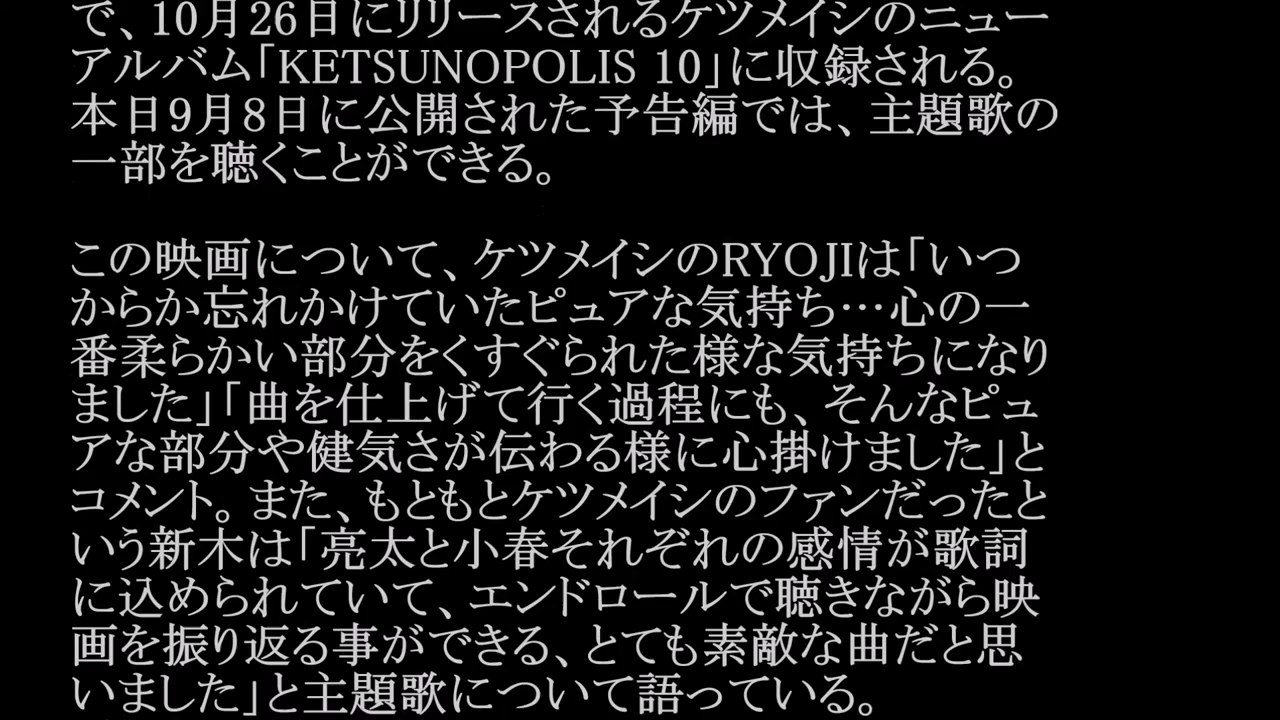 で、10月26日にリリースされるケツメイシのニュー
アルバム「KETSUNOPOLIS 10」に収録される。
本日9月8日に公開された予告編では、主題歌の
一部を聴くことができる。
この映画について、ケツメイシのRYOJIは「いつ
からか忘れかけていたピュアな気持ち…心の一
番柔らかい部分をくすぐられた様な気持ちになり
ました」「曲を仕上げて行く過程にも、そんなピュ
アな部分や健気さが伝わる様に心掛けました」と
コメント。また、もともとケツメイシのファンだったと
いう新木は「亮太と小春それぞれの感情が歌詞
に込められていて、エンドロールで聴きながら映
画を振り返る事ができる、とても素敵な曲だと思
いました」と主題歌について語っている。